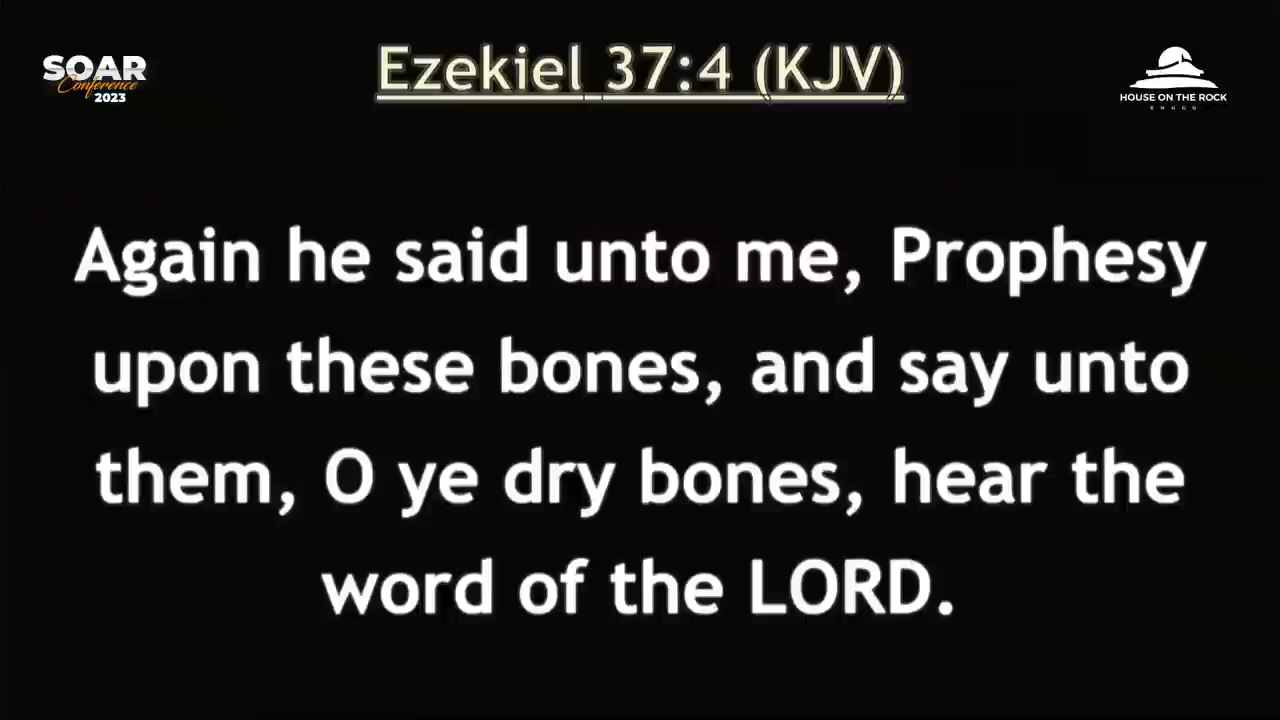 SOAR
Conference
2023
Ezekiel 37:4 (KJV)
HOUSE ON THE ROCK
ENUGU
Again he said unto me, Prophesy
upon these bones, and say unto
them, O ye dry bones, hear the
word of the LORD.